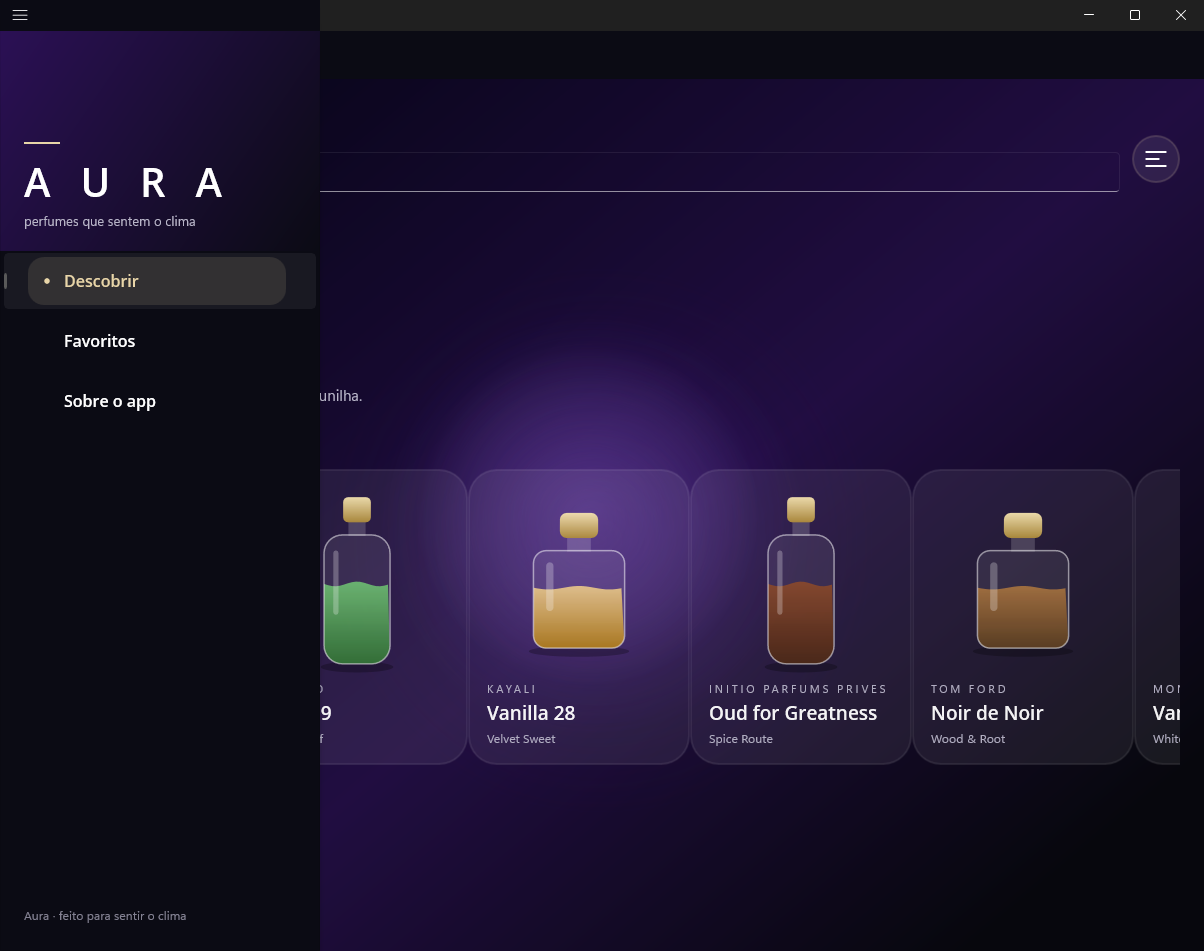 A U R A
perfumes que sentem o clima
Descobrir
Favoritos
Sobre o app
9
KAYALI
Vanilla 28
Velvet Sweet
INITIO PARFUMS PRIVES
Oud for Greatness
Spice Route
TOM FORD
Noir de Noir
Wood & Root
Aura · feito para sentir o clima